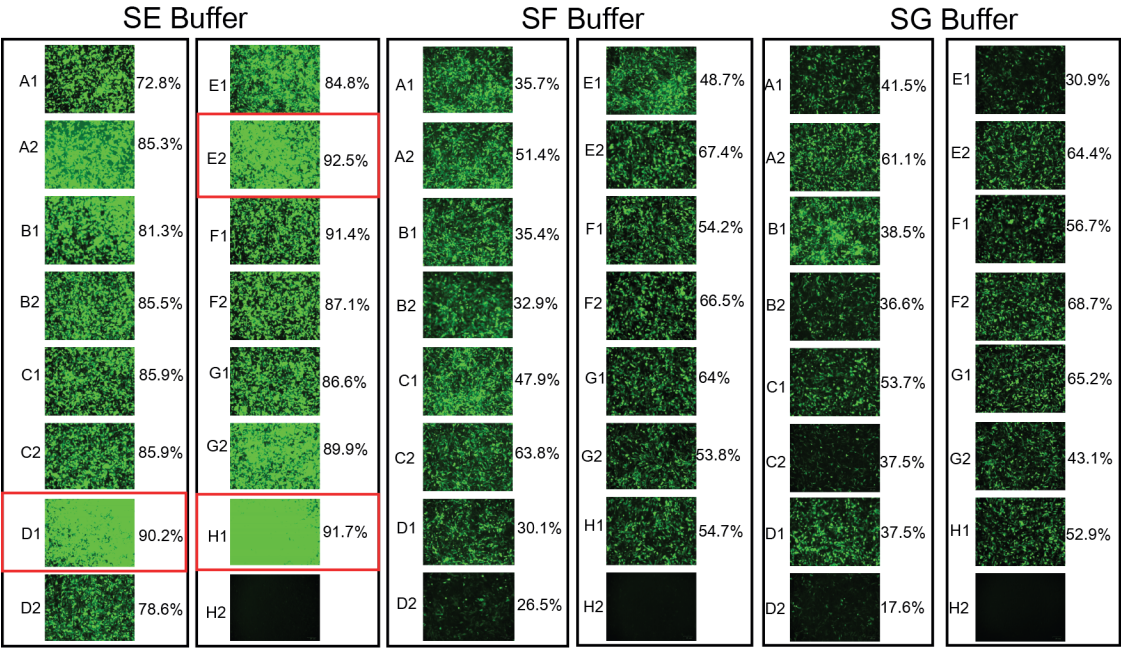 SE Buffer
A1 72.8%
A2 85.3%
B1 81.3%
B2 85.5%
C1 85.9%
C2 85.9%
D1 90.2%
D2 78.6%
E1 84.8%
E2 92.5%
F1 91.4%
F2 87.1%
G1 86.6%
G2 89.9%
H1 91.7%
H2
SF Buffer
A1 35.7%
A2 51.4%
B1 35.4%
B2 32.9%
C1 47.9%
C2 63.8%
D1 30.1%
D2 26.5%
E1 48.7%
E2 67.4%
F1 54.2%
F2 66.5%
G1 64%
G2 53.8%
H1 54.7%
H2
SG Buffer
A1 41.5%
A2 61.1%
B1 38.5%
B2 36.6%
C1 53.7%
C2 37.5%
D1 37.5%
D2 17.6%
E1 30.9%
E2 64.4%
F1 56.7%
F2 68.7%
G1 65.2%
G2 43.1%
H1 52.9%
H2